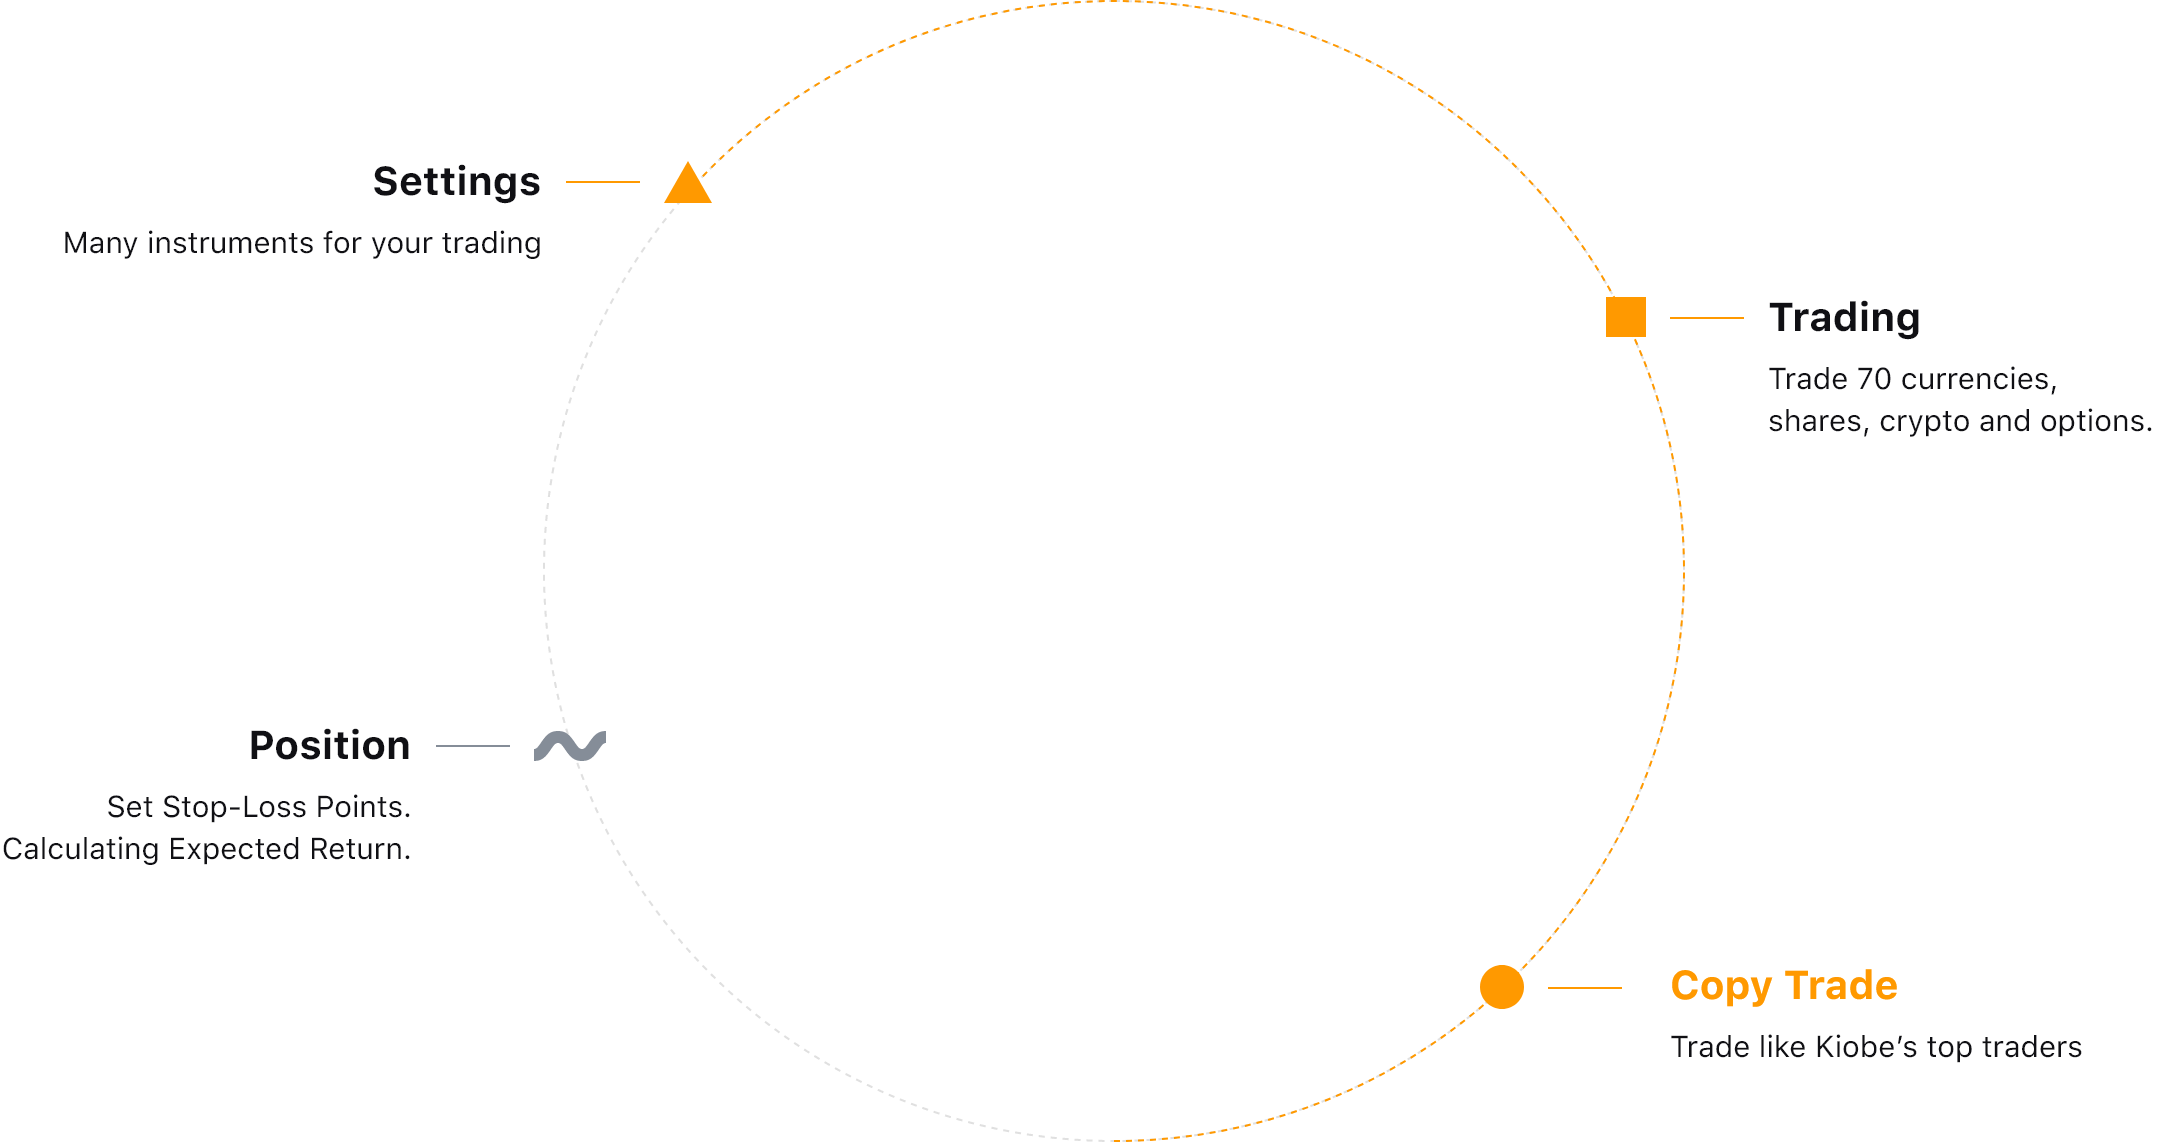 Settings
Many instruments for your trading
Trading
Trade 70 currencies,
shares, crypto and options.
Position
Set Stop-Loss Points.
Calculating Expected Return.
Copy Trade
Trade like Kiobe’s top traders